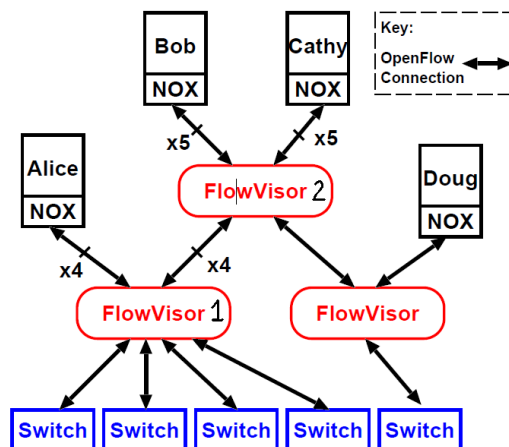 Bob
NOX
Cathy
NOX
Key:
OpenFlow
Connection
x5
x5
Alice
NOX
FlowVisor 2
Doug
NOX
x4
x4
FlowVisor 1
FlowVisor
Switch
Switch
Switch
Switch
Switch